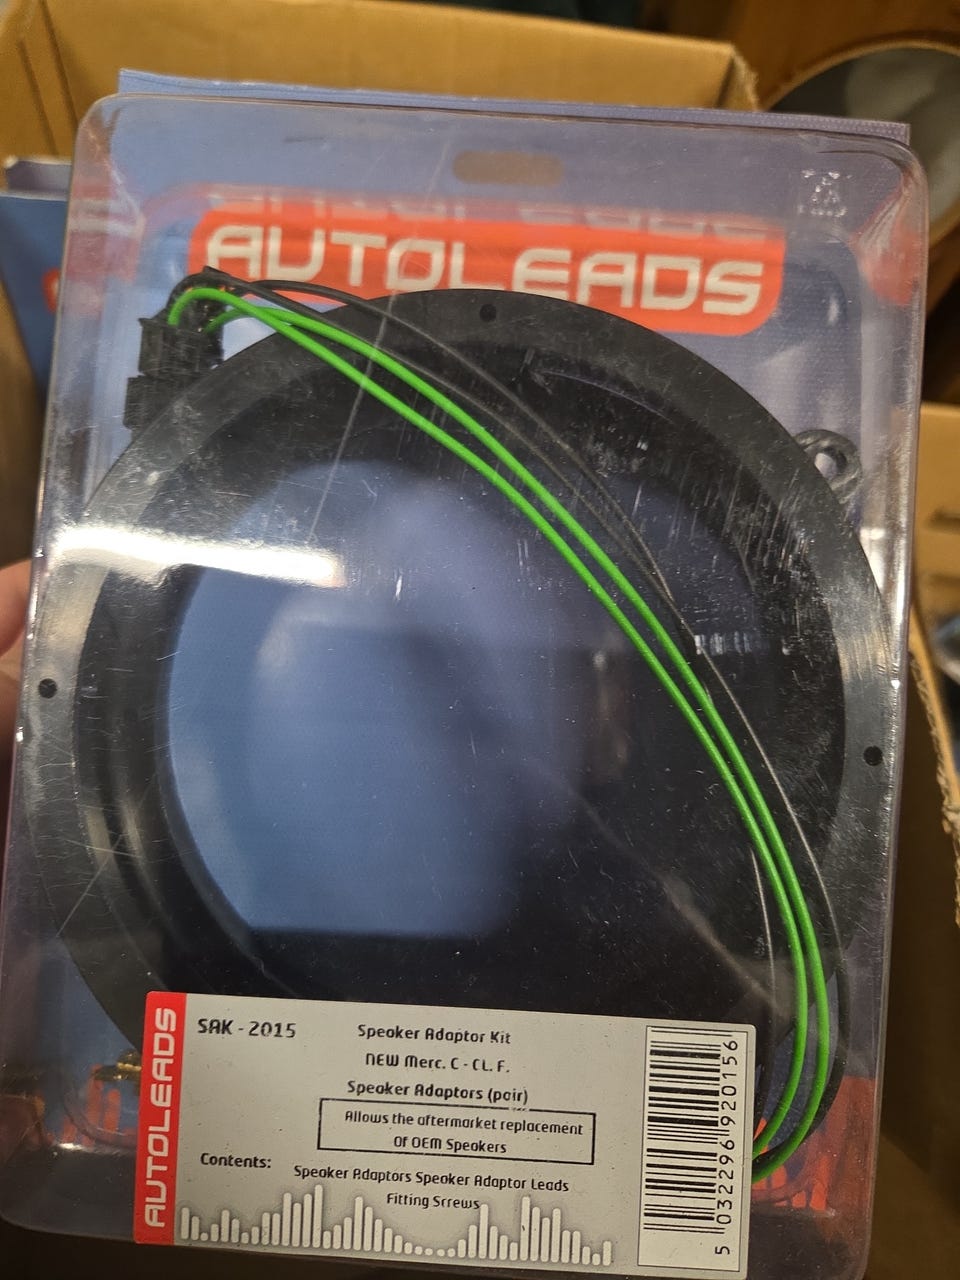 AUTOLEADS
AUTOLEADS
SAK - 2015
Speaker Adaptor Kit
NEW Merc. C - CL. F.
Speaker Adaptors (pair)
Allows the aftermarket replacement
OF OEM Speakers
Contents:
Speaker Adaptors Speaker Adaptor Leads
Fitting Srrews
5 032296 920156